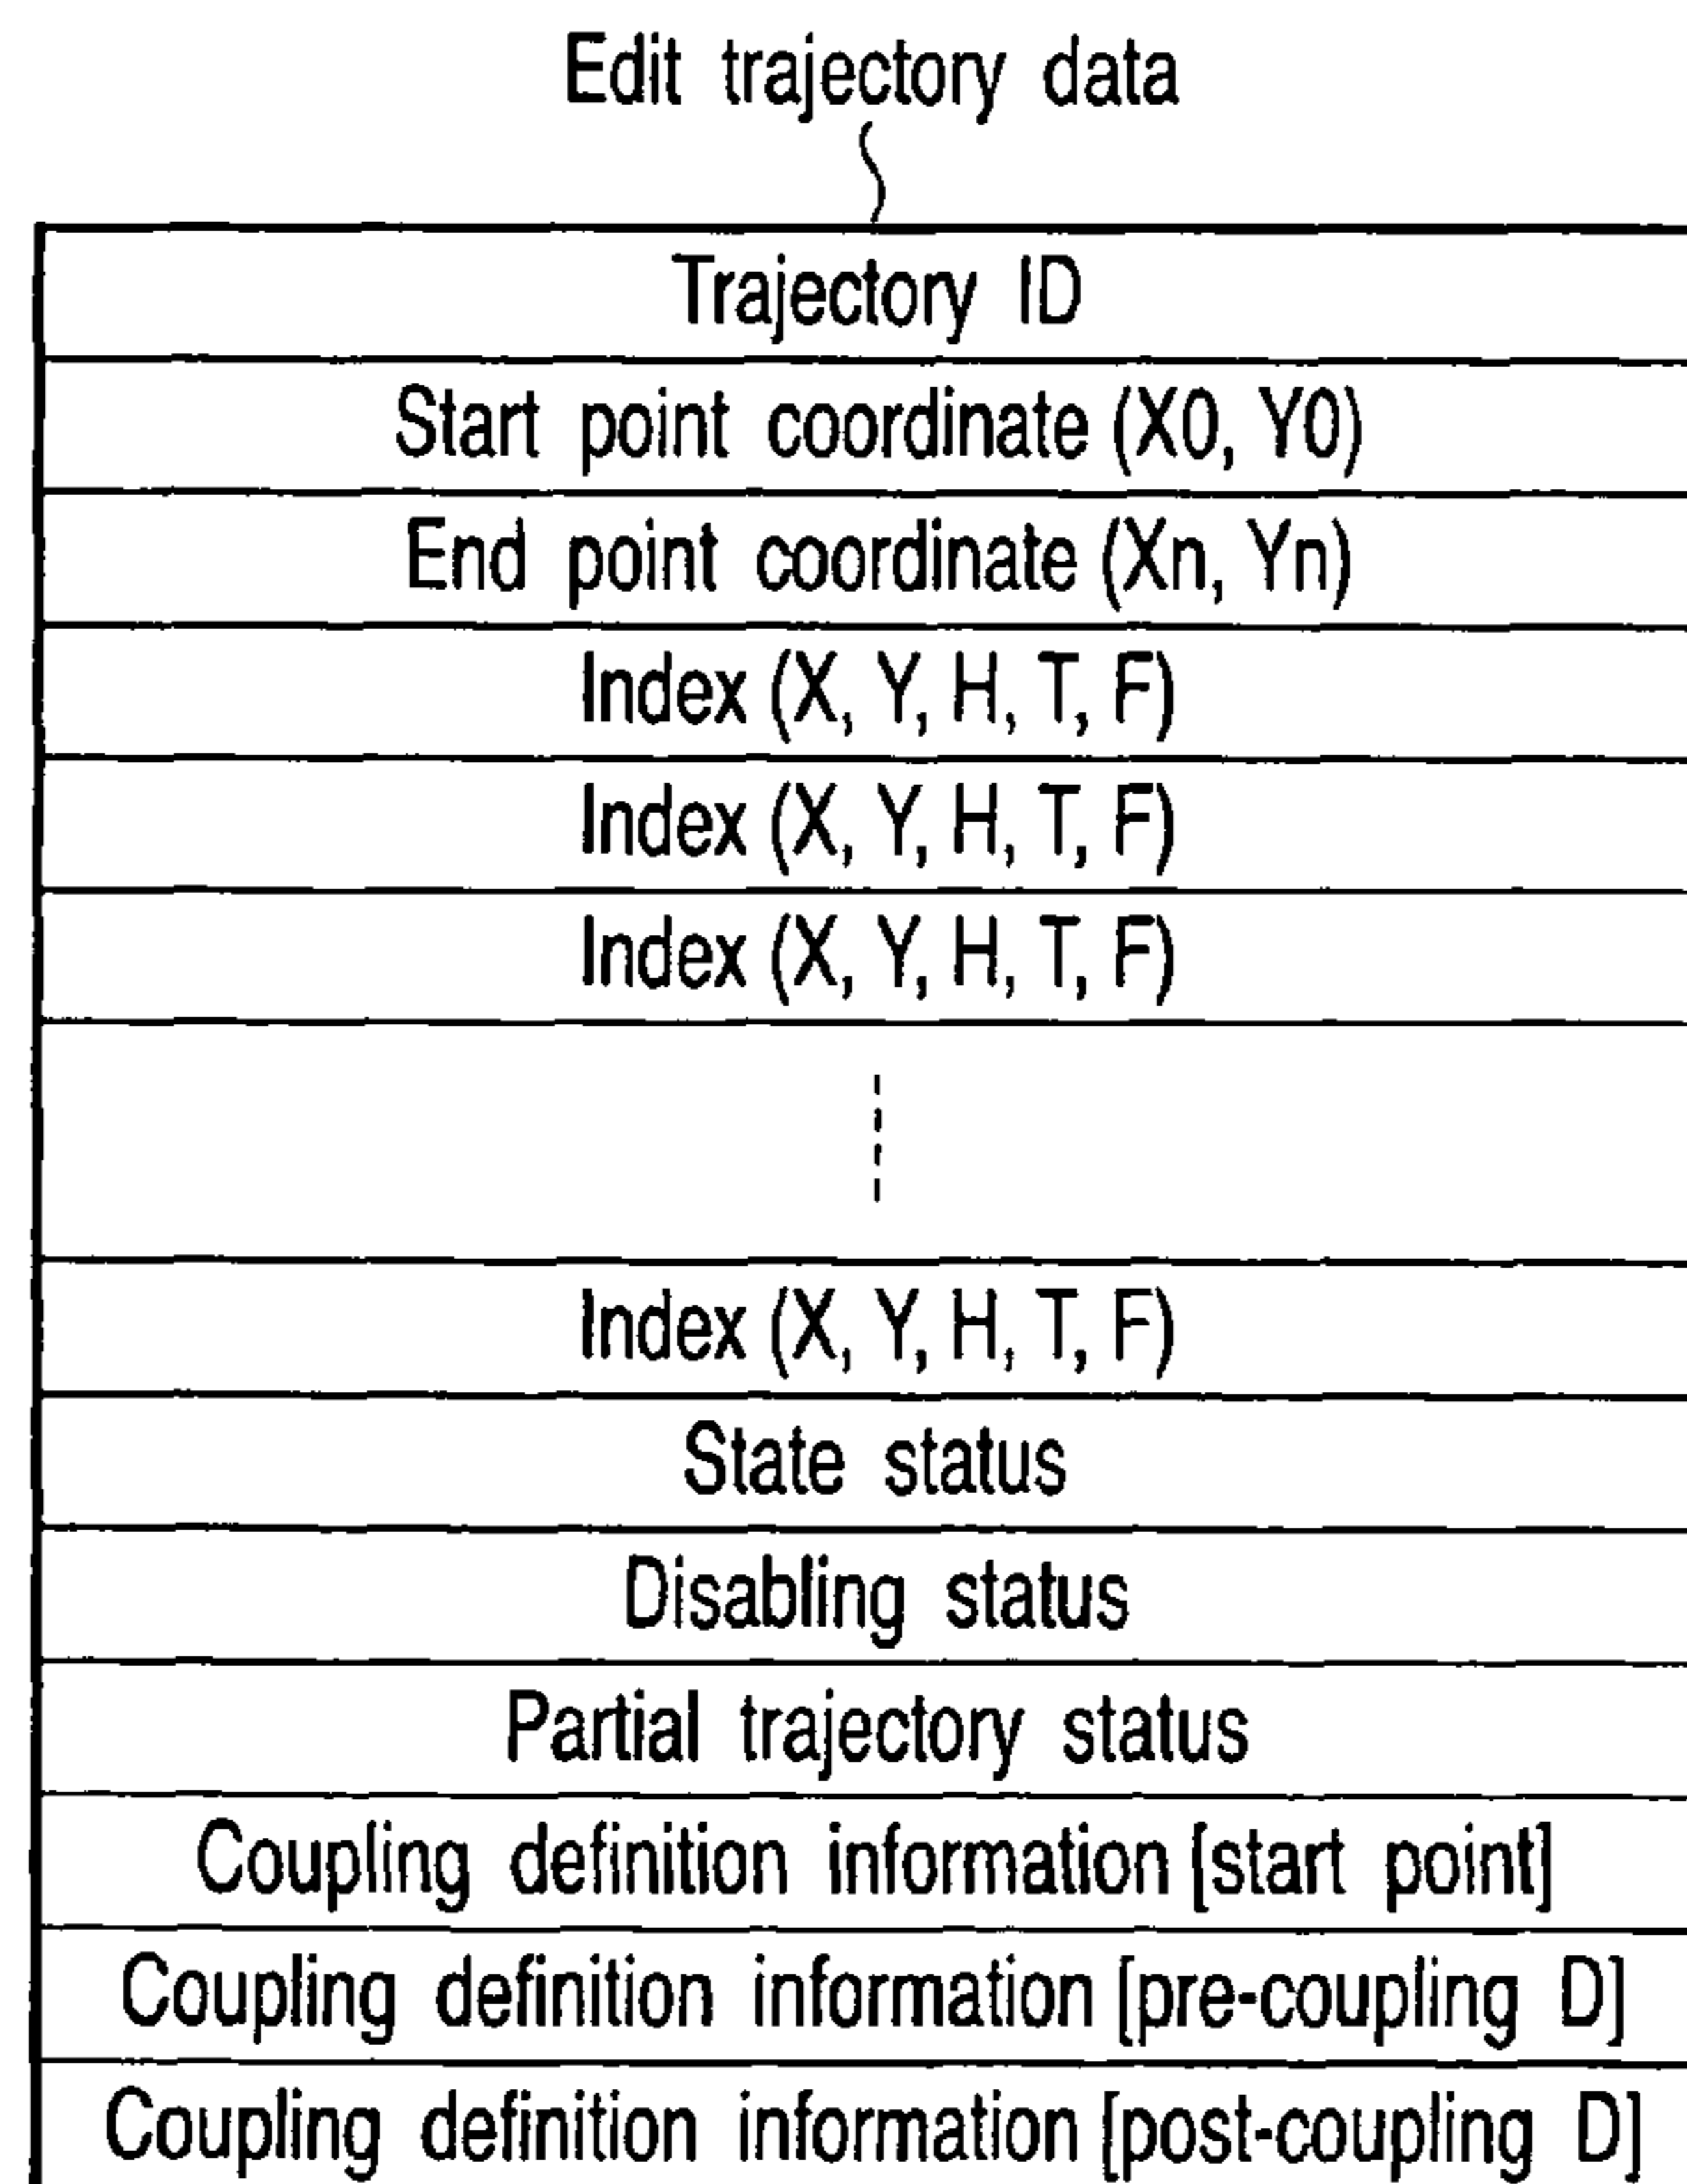 Edit trajectory data
Trajectory ID
Start point coordinate (X0, Y0)
End point coordinate (Xn, Yn)
Index (X, Y, H, T, F)
Index (X, Y, H, T, F)
Index (X, Y, H, T, F)
Index (X, Y, H, T, F)
State status
Disabling status
Partial trajectory status
Coupling definition information [start point]
Coupling definition information [pre-coupling D]
Coupling definition information [post-coupling D]